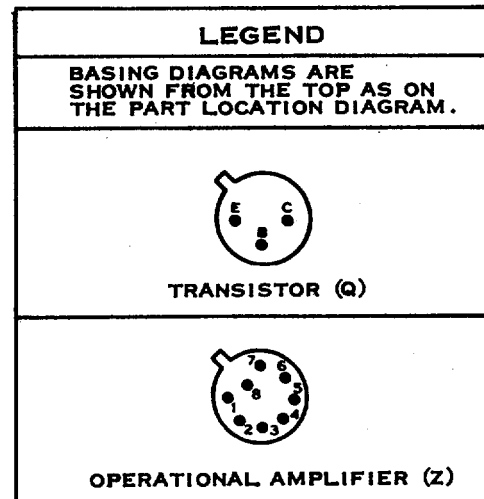 LEGEND
BASING DIAGRAMS ARE
SHOWN FROM THE TOP AS ON
THE PART LOCATION DIAGRAM.
E C
B
TRANSISTOR (Q)
7 6
8 5
1 4
2 3
OPERATIONAL AMPLIFIER (Z)